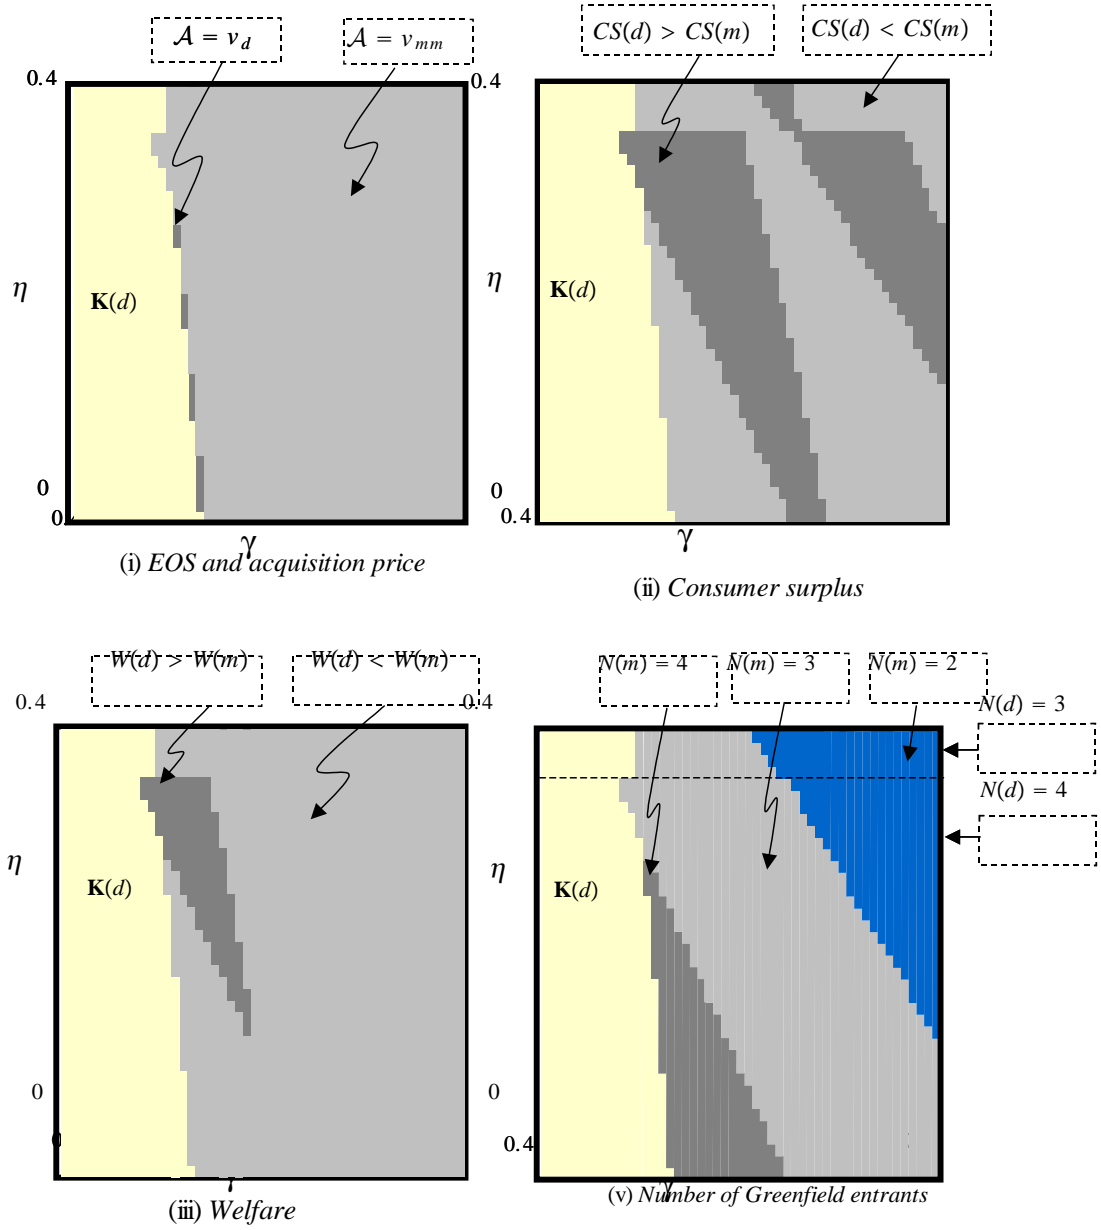 𝒜 = v_d
𝒜 = v_mm
0.4
η
K(d)
0
0.
γ
(i) EOS and acquisition price
CS(d) > CS(m)
CS(d) < CS(m)
0.4
η
K(d)
0
0.4
γ
(ii) Consumer surplus
W(d) > W(m)
W(d) < W(m)
0.4
η
K(d)
0
γ
(iii) Welfare
N(m) = 4
N(m) = 3
N(m) = 2
0.4
N(d) = 3
N(d) = 4
η
K(d)
0
0.4
γ
(v) Number of Greenfield entrants